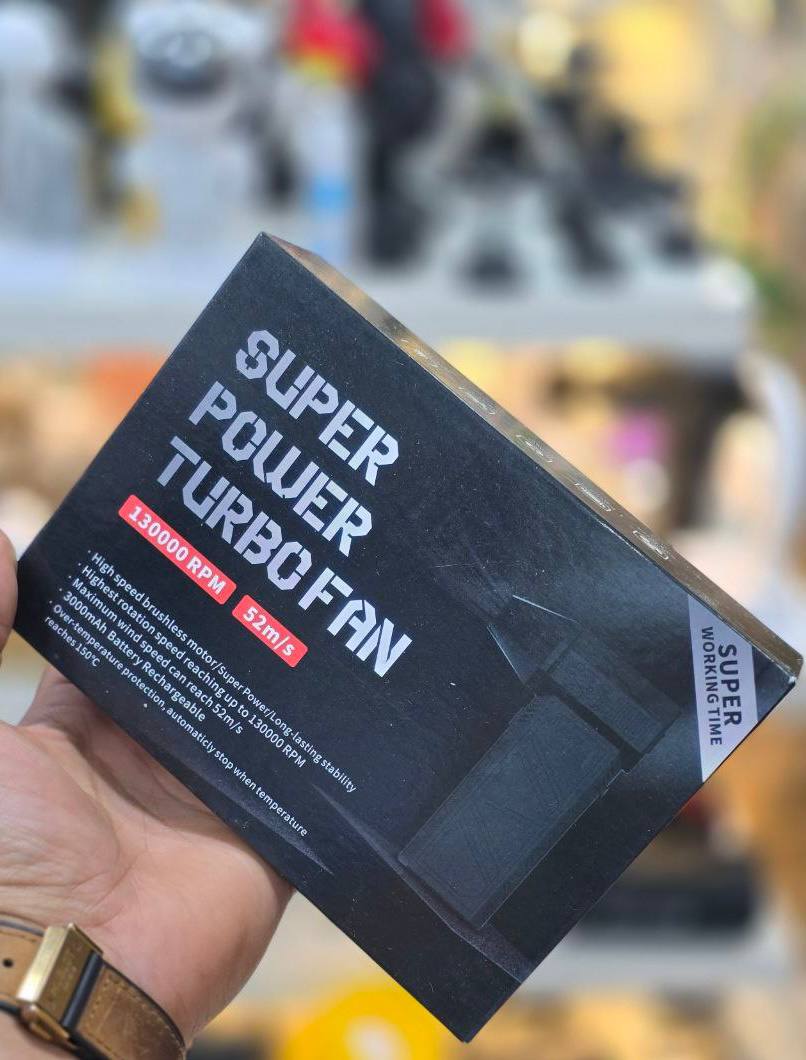 SUPER
POWER
TURBO FAN
130000 RPM
52m/s
· High speed brushless motor/Super Power/Long-lasting stability
· Highest rotation speed reaching up to 130000 RPM
· Maximum wind speed can reach 52m/s
· 3000mAh Battery Rechargeable
· Over-temperature protection, automaticly stop when temperature
reaches 150°C
SUPER
WORKING TIME